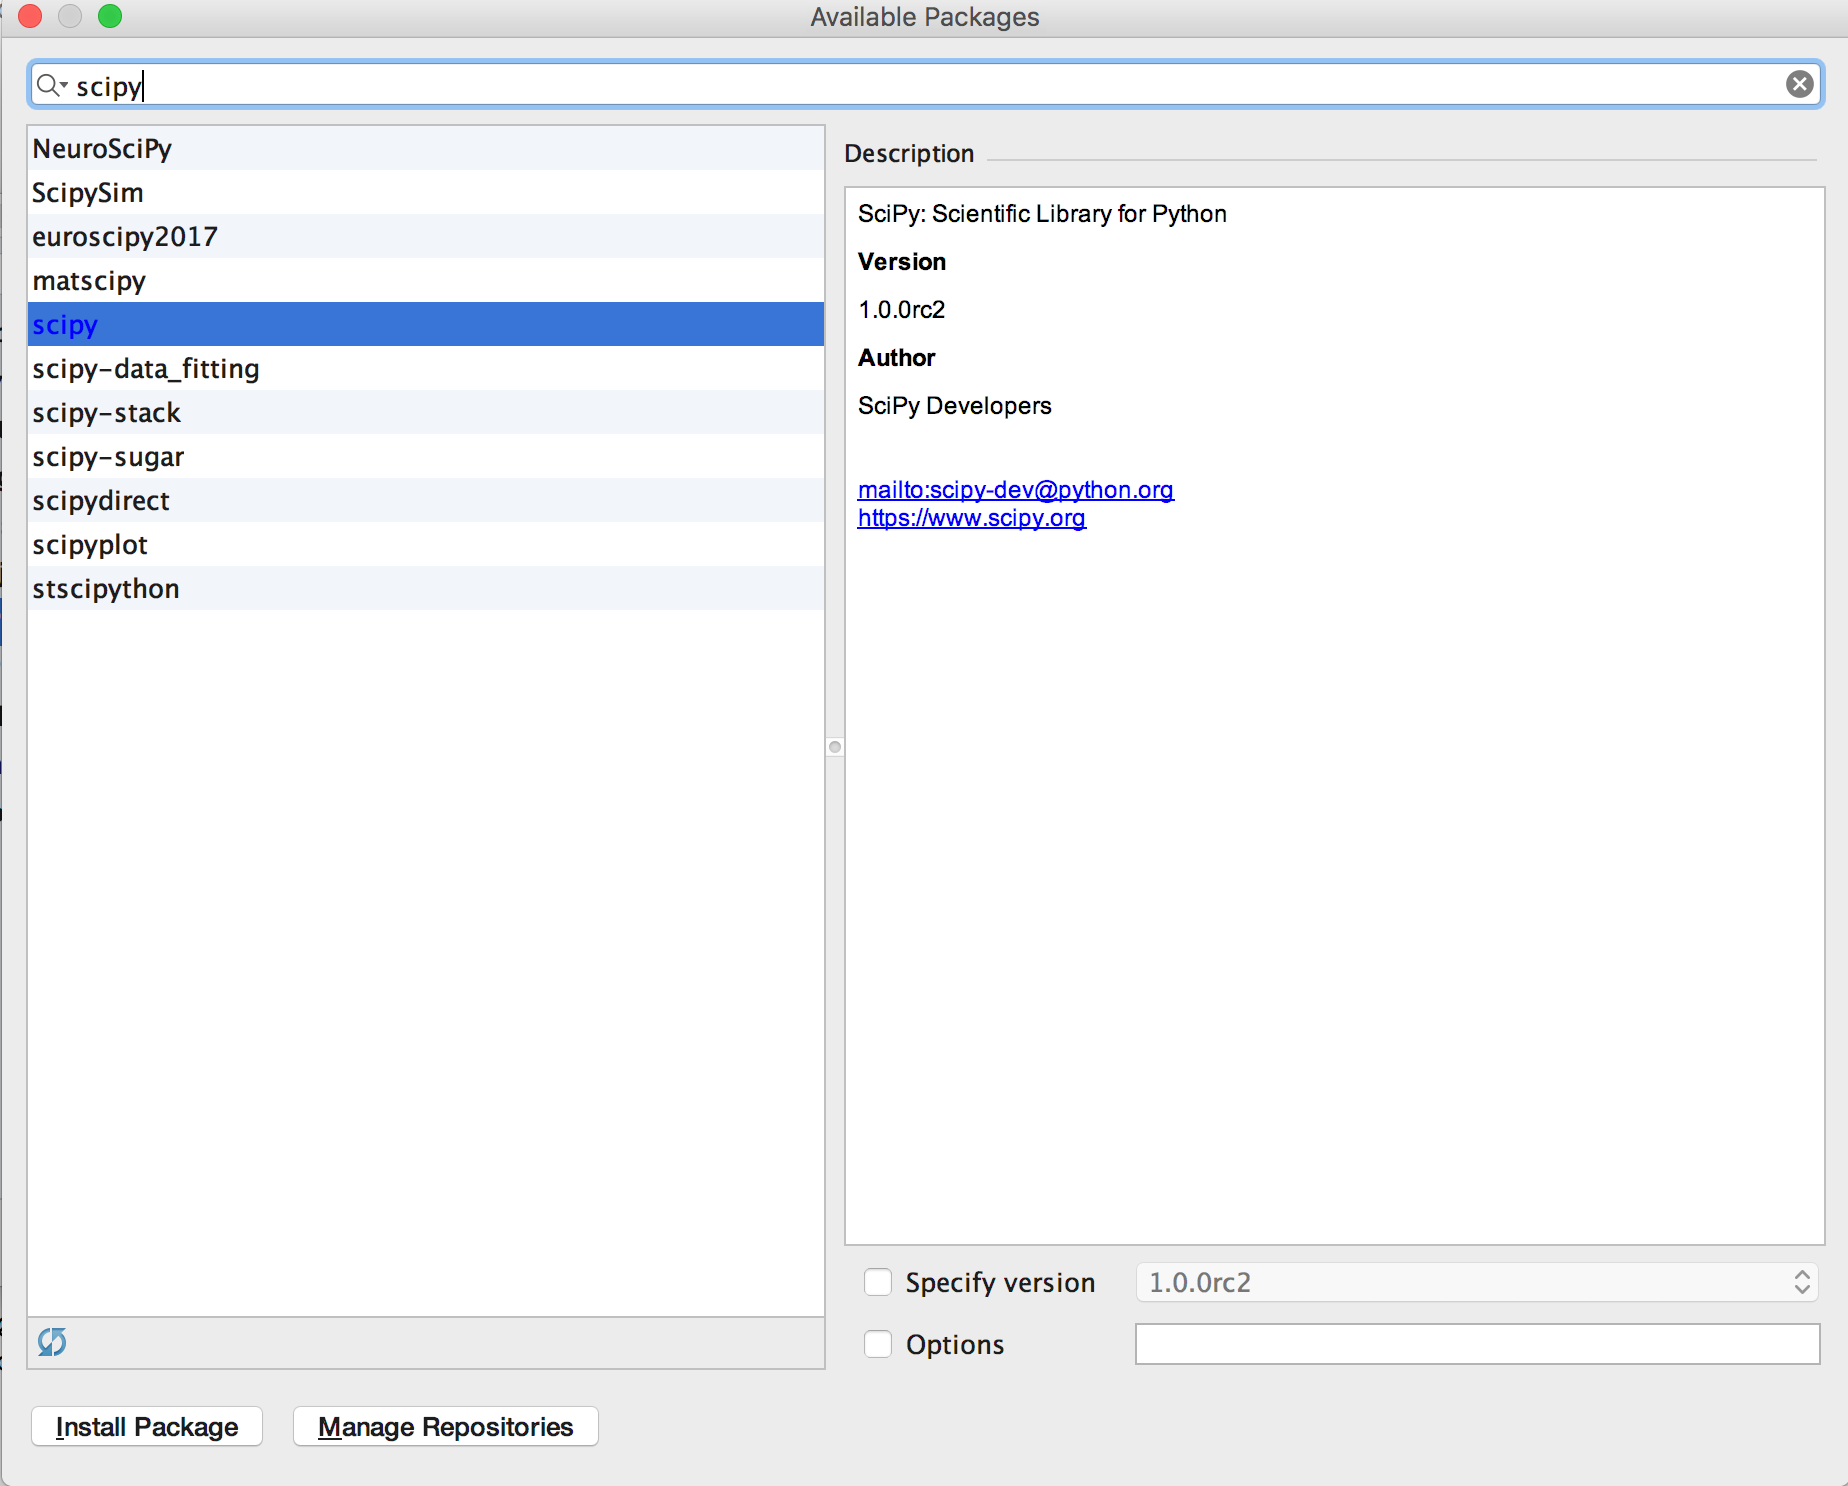 Available Packages
scipy
NeuroSciPy
ScipySim
euroscipy2017
matscipy
scipy
scipy-data_fitting
scipy-stack
scipy-sugar
scipydirect
scipyplot
stscipython
Description
SciPy: Scientific Library for Python
Version
1.0.0rc2
Author
SciPy Developers
mailto:scipy-dev@python.org
https://www.scipy.org
Specify version 1.0.0rc2
Options
Install Package Manage Repositories